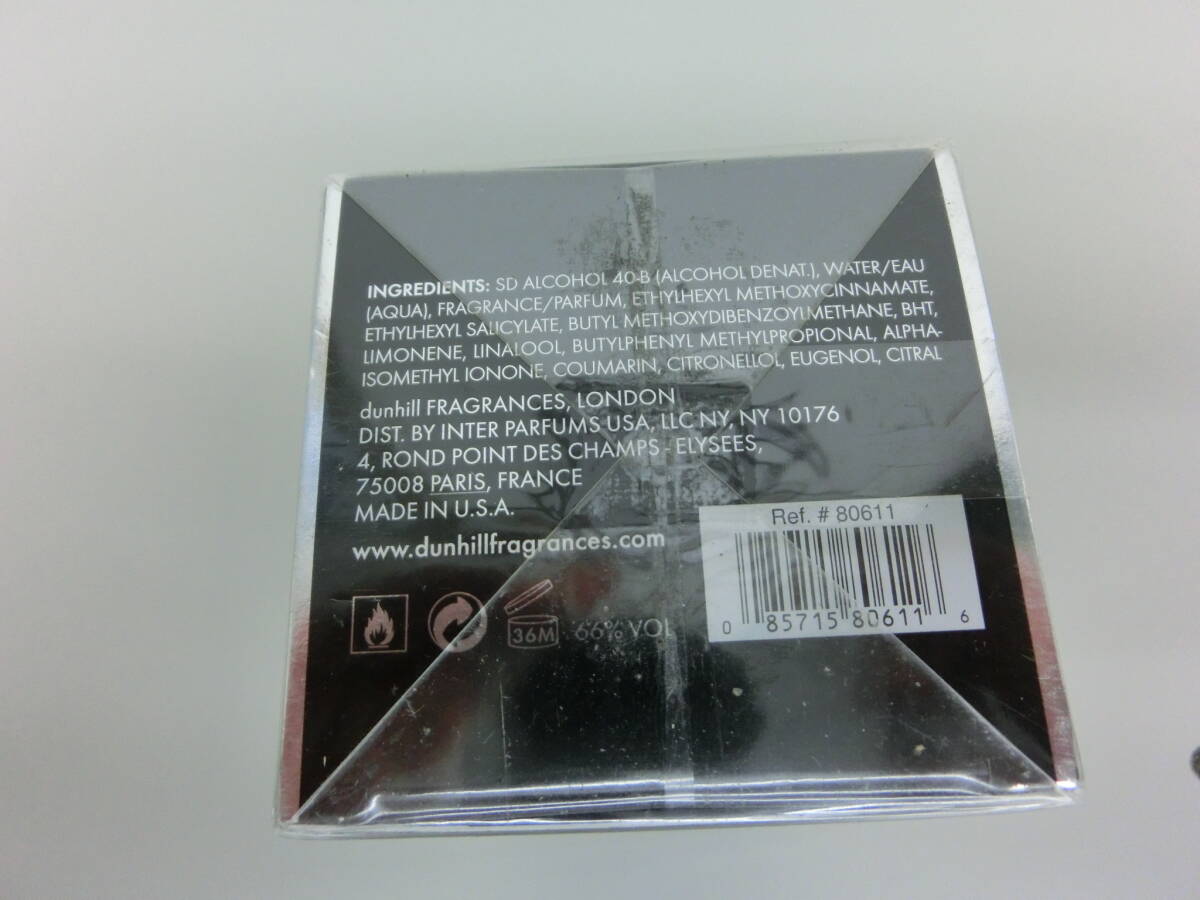 INGREDIENTS: SD ALCOHOL 40-B (ALCOHOL DENAT.), WATER/EAU
(AQUA), FRAGRANCE/PARFUM, ETHYLHEXYL METHOXYCINNAMATE,
ETHYLHEXYL SALICYLATE, BUTYL METHOXYDIBENZOYLMETHANE, BHT,
LIMONENE, LINALOOL, BUTYLPHENYL METHYLPROPIONAL, ALPHA-
ISOMETHYL IONONE, COUMARIN, CITRONELLOL, EUGENOL, CITRAL
dunhill FRAGRANCES, LONDON
DIST. BY INTER PARFUMS USA, LLC NY, NY 10176
4, ROND POINT DES CHAMPS - ELYSEES,
75008 PARIS, FRANCE
MADE IN U.S.A.
www.dunhillfragrances.com
36M 66% VOL
Ref. # 80611
0 85715 80611 6